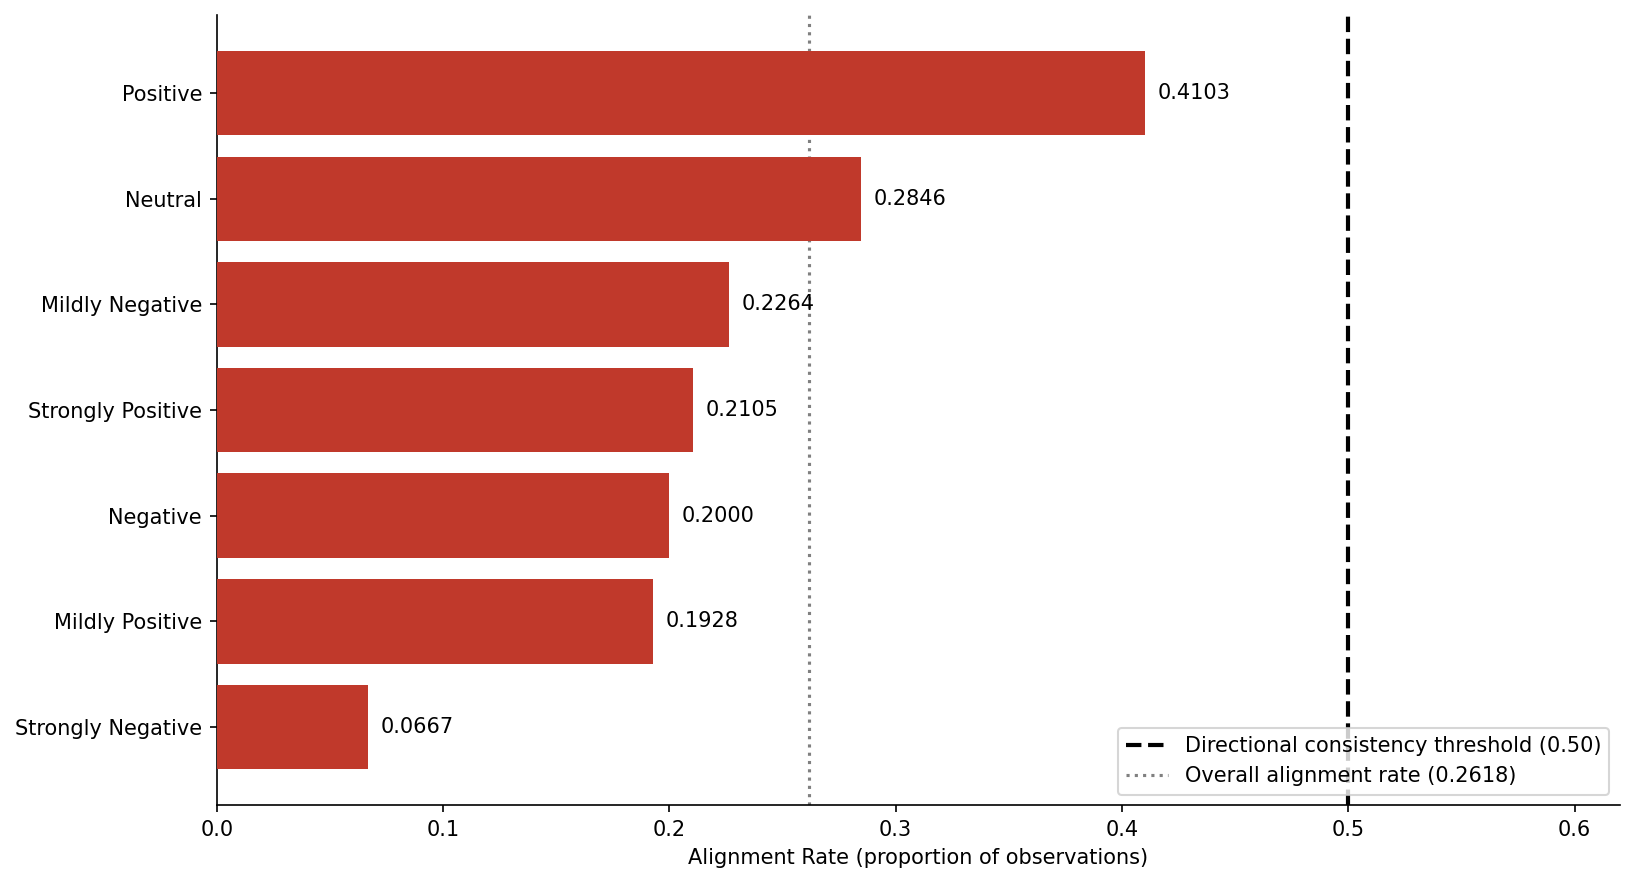 Positive
0.4103
Neutral
0.2846
Mildly Negative
0.2264
Strongly Positive
0.2105
Negative
0.2000
Mildly Positive
0.1928
Strongly Negative
0.0667
Directional consistency threshold (0.50)
Overall alignment rate (0.2618)
0.0 0.1 0.2 0.3 0.4 0.5 0.6
Alignment Rate (proportion of observations)